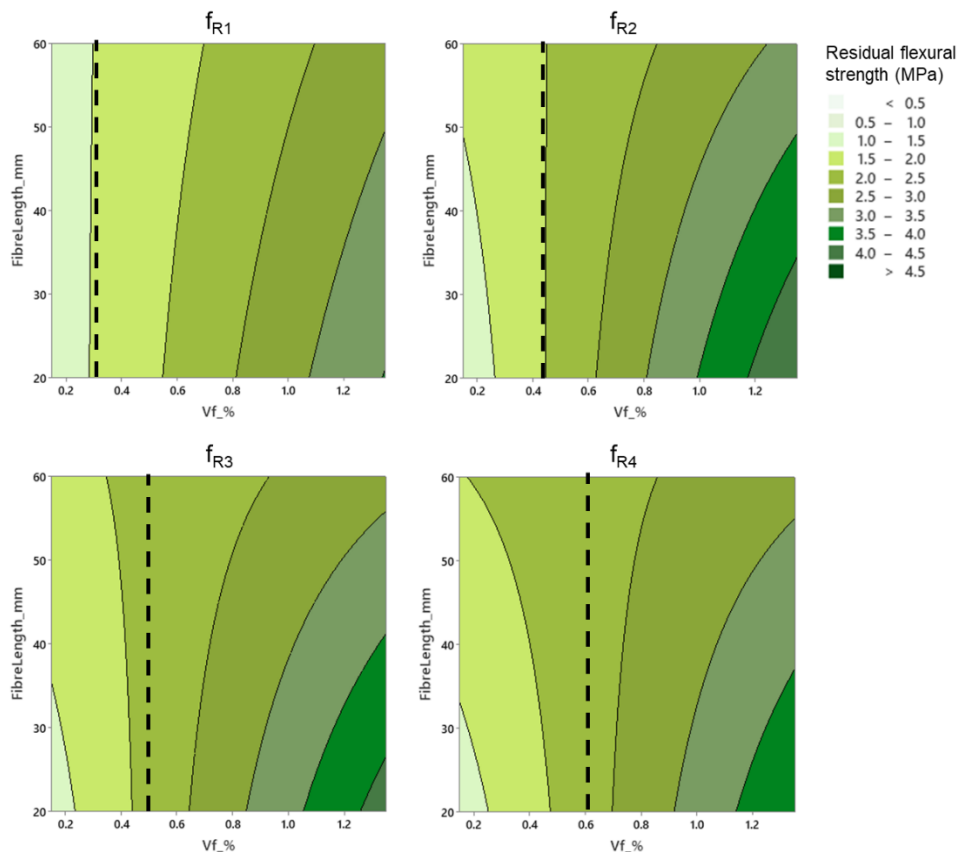 f_R1
60
50
40
30
20
FibreLength_mm
0.2 0.4 0.6 0.8 1.0 1.2
Vf_%
f_R2
60
50
40
30
20
FibreLength_mm
0.2 0.4 0.6 0.8 1.0 1.2
Vf_%
Residual flexural
strength (MPa)
< 0.5
0.5 – 1.0
1.0 – 1.5
1.5 – 2.0
2.0 – 2.5
2.5 – 3.0
3.0 – 3.5
3.5 – 4.0
4.0 – 4.5
> 4.5
f_R3
60
50
40
30
20
FibreLength_mm
0.2 0.4 0.6 0.8 1.0 1.2
Vf_%
f_R4
60
50
40
30
20
FibreLength_mm
0.2 0.4 0.6 0.8 1.0 1.2
Vf_%